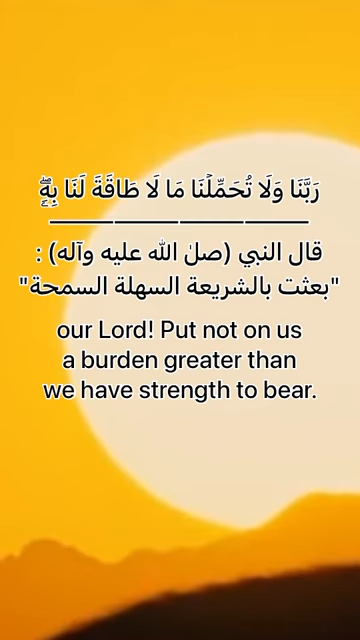 رَبَّنَا وَلَا تُحَمِّلْنَا مَا لَا طَاقَةَ لَنَا بِهِۖ
قال النبي (صلىٰ الله عليه وآله) :
"بعثت بالشريعة السهلة السمحة"
our Lord! Put not on us
a burden greater than
we have strength to bear.